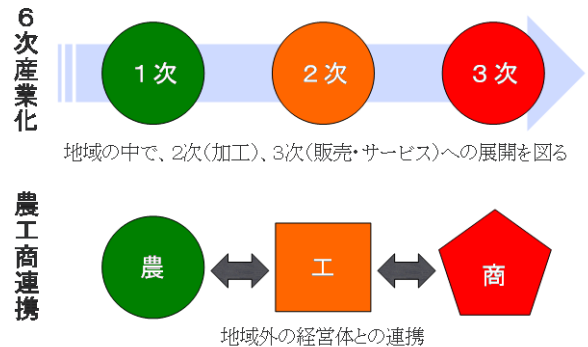 6次産業化
1次
2次
3次
地域の中で、2次(加工)、3次(販売・サービス)への展開を図る
農工商連携
農
工
商
地域外の経営体との連携